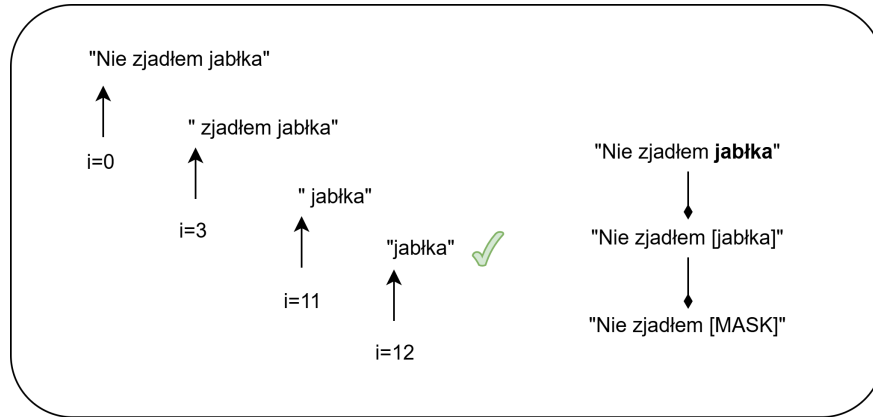 "Nie zjadłem jabłka"
i=0
" zjadłem jabłka"
i=3
" jabłka"
i=11
"jabłka"
i=12
"Nie zjadłem jabłka"
"Nie zjadłem [jabłka]"
"Nie zjadłem [MASK]"